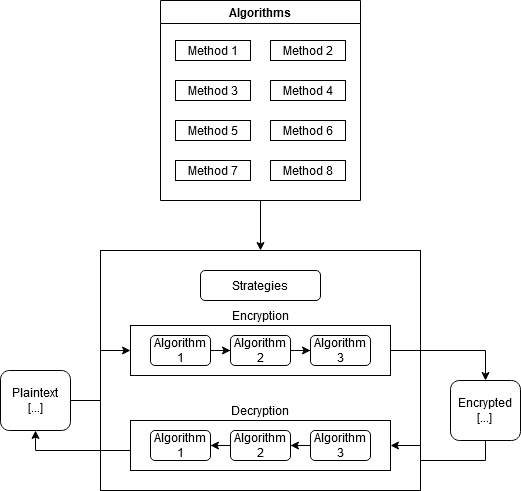 Algorithms
Method 1
Method 2
Method 3
Method 4
Method 5
Method 6
Method 7
Method 8
Strategies
Encryption
Algorithm
1
Algorithm
2
Algorithm
3
Plaintext
[...]
Encrypted
[...]
Decryption
Algorithm
1
Algorithm
2
Algorithm
3